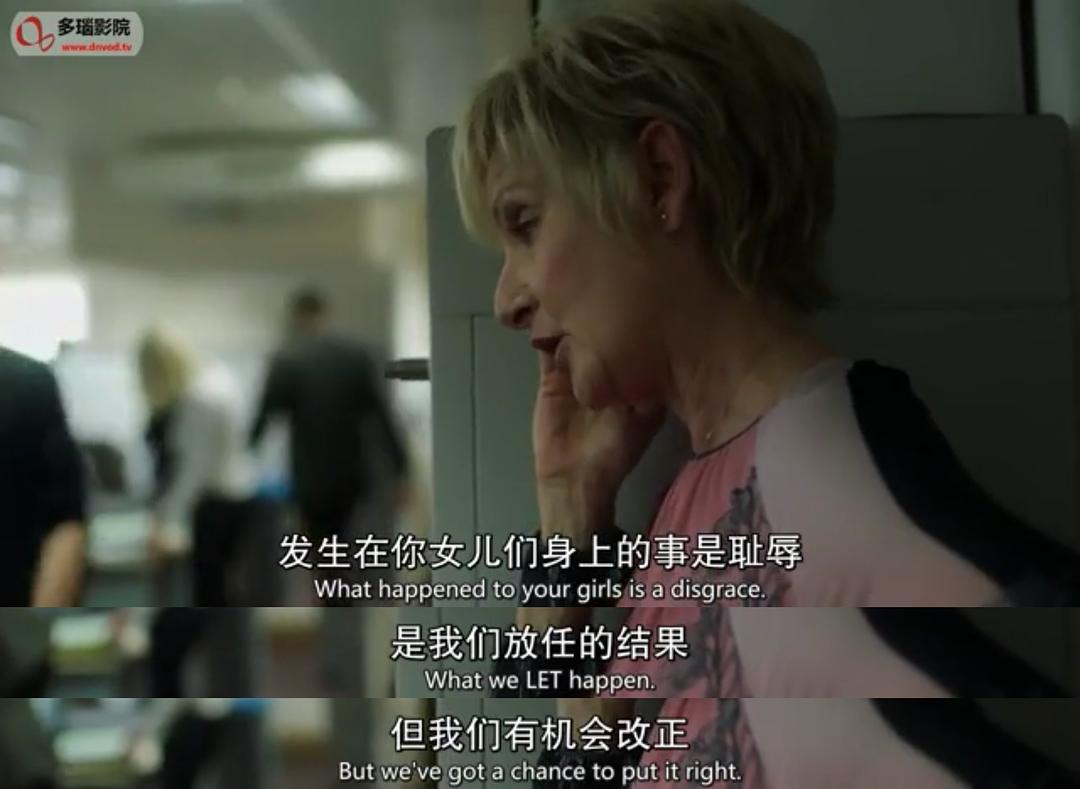 多瑙影院
www.dnvod.tv
发生在你女儿们身上的事是耻辱
What happened to your girls is a disgrace.
是我们放任的结果
What we LET happen.
但我们有机会改正
But we've got a chance to put it right.